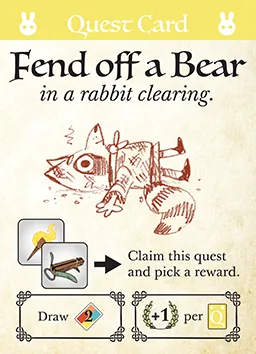 Quest Card
Fend off a Bear
in a rabbit clearing.
Claim this quest
and pick a reward.
Draw 2
+1 per Q